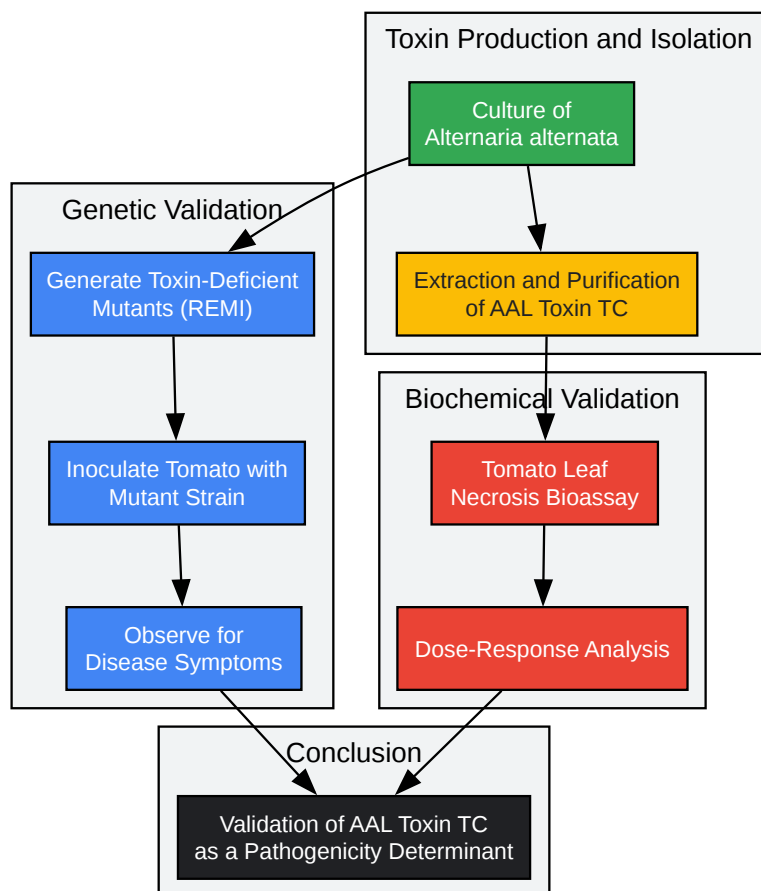 Toxin Production and Isolation
Culture of
Alternaria alternata
Genetic Validation
Generate Toxin-Deficient
Mutants (REMI)
Extraction and Purification
of AAL Toxin TC
Biochemical Validation
Inoculate Tomato with
Mutant Strain
Tomato Leaf
Necrosis Bioassay
Observe for
Disease Symptoms
Dose-Response Analysis
Conclusion
Validation of AAL Toxin TC
as a Pathogenicity Determinant